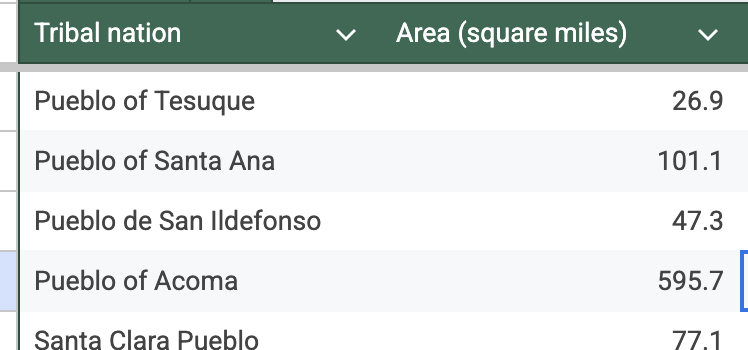 Tribal nation Area (square miles)
Pueblo of Tesuque 26.9
Pueblo of Santa Ana 101.1
Pueblo de San Ildefonso 47.3
Pueblo of Acoma 595.7
Santa Clara Pueblo 77.1